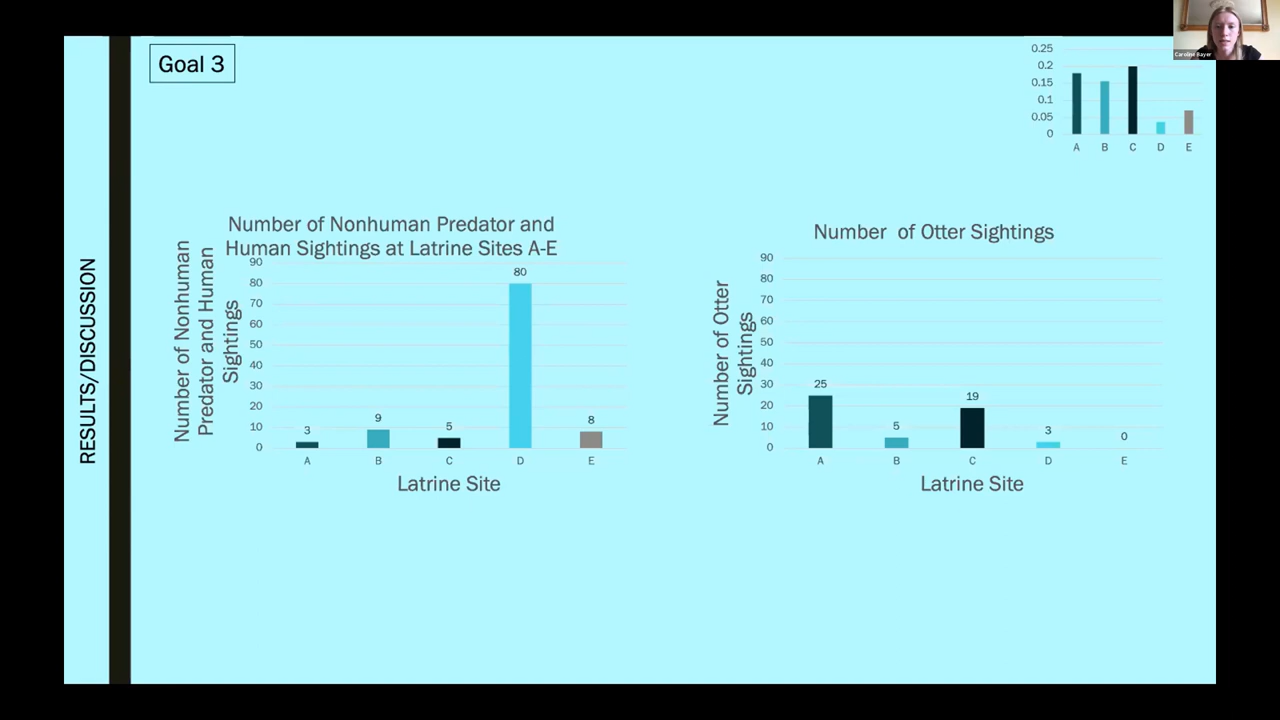 Goal 3
Caroline Bayer
0.25
0.2
0.15
0.1
0.05
0
A B C D E
RESULTS/DISCUSSION
Number of Nonhuman Predator and
Human Sightings at Latrine Sites A-E
Number of Nonhuman
Predator and Human
Sightings
90
80
70
60
50
40
30
20
10
0
3
9
5
80
8
A B C D E
Latrine Site
Number of Otter Sightings
Number of Otter
Sightings
90
80
70
60
50
40
30
20
10
0
25
5
19
3
0
A B C D E
Latrine Site